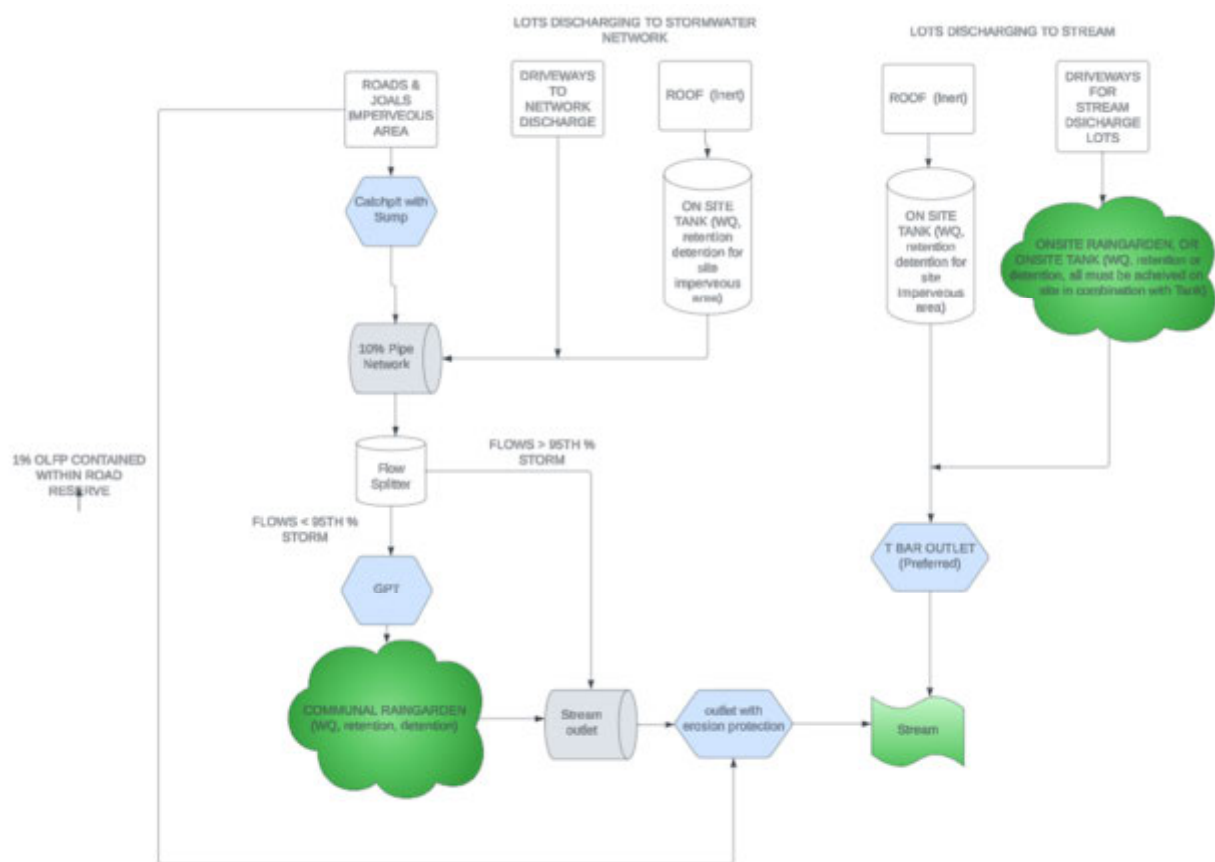 LOTS DISCHARGING TO STORMWATER
NETWORK
LOTS DISCHARGING TO STREAM
ROADS &
JOALS
IMPERVEOUS
AREA
DRIVEWAYS
TO
NETWORK
DISCHARGE
ROOF (Inert)
ROOF (Inert)
DRIVEWAYS
FOR
STREAM
DSICHARGE
LOTS
Catchpit with
Sump
ON SITE
TANK (WQ,
retention
detention for
site
imperveous
area)
ON SITE
TANK (WQ,
retention
detention for
site
imperveous
area)
ONSITE RAINGARDEN, OR
ONSITE TANK (WQ, retention or
detention, all must be acheived on
site in combination with Tank)
10% Pipe
Network
1% OLFP CONTAINED
WITHIN ROAD
RESERVE
Flow
Splitter
FLOWS > 95TH %
STORM
FLOWS < 95TH %
STORM
GPT
T BAR OUTLET
(Preferred)
COMMUNAL RAINGARDEN
(WQ, retention, detention)
Stream
outlet
outlet with
erosion protection
Stream